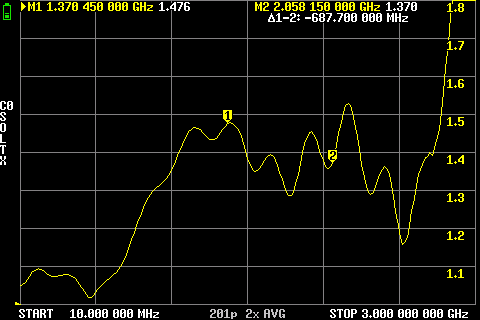 ▶M1 1.370 450 000 GHz 1.476 M2 2.058 150 000 GHz 1.370
Δ1-2: -687.700 000 MHz
1.8
1.7
1.6
1.5
1.4
1.3
1.2
1.1
1
2
C0
SOLT
START 10.000 000 MHz 201p 2x AVG STOP 3.000 000 000 GHz